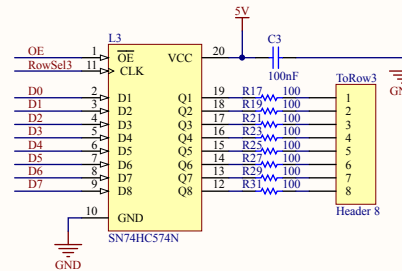 5V
L3
C3
OE 1 OE VCC 20
RowSel3 11 CLK
100nF
GN
ToRow3
D0 2 D1 Q1 19 R17 100 1
D1 3 D2 Q2 18 R19 100 2
D2 4 D3 Q3 17 R21 100 3
D3 5 D4 Q4 16 R23 100 4
D4 6 D5 Q5 15 R25 100 5
D5 7 D6 Q6 14 R27 100 6
D6 8 D7 Q7 13 R29 100 7
D7 9 D8 Q8 12 R31 100 8
10 GND
Header 8
SN74HC574N
GND